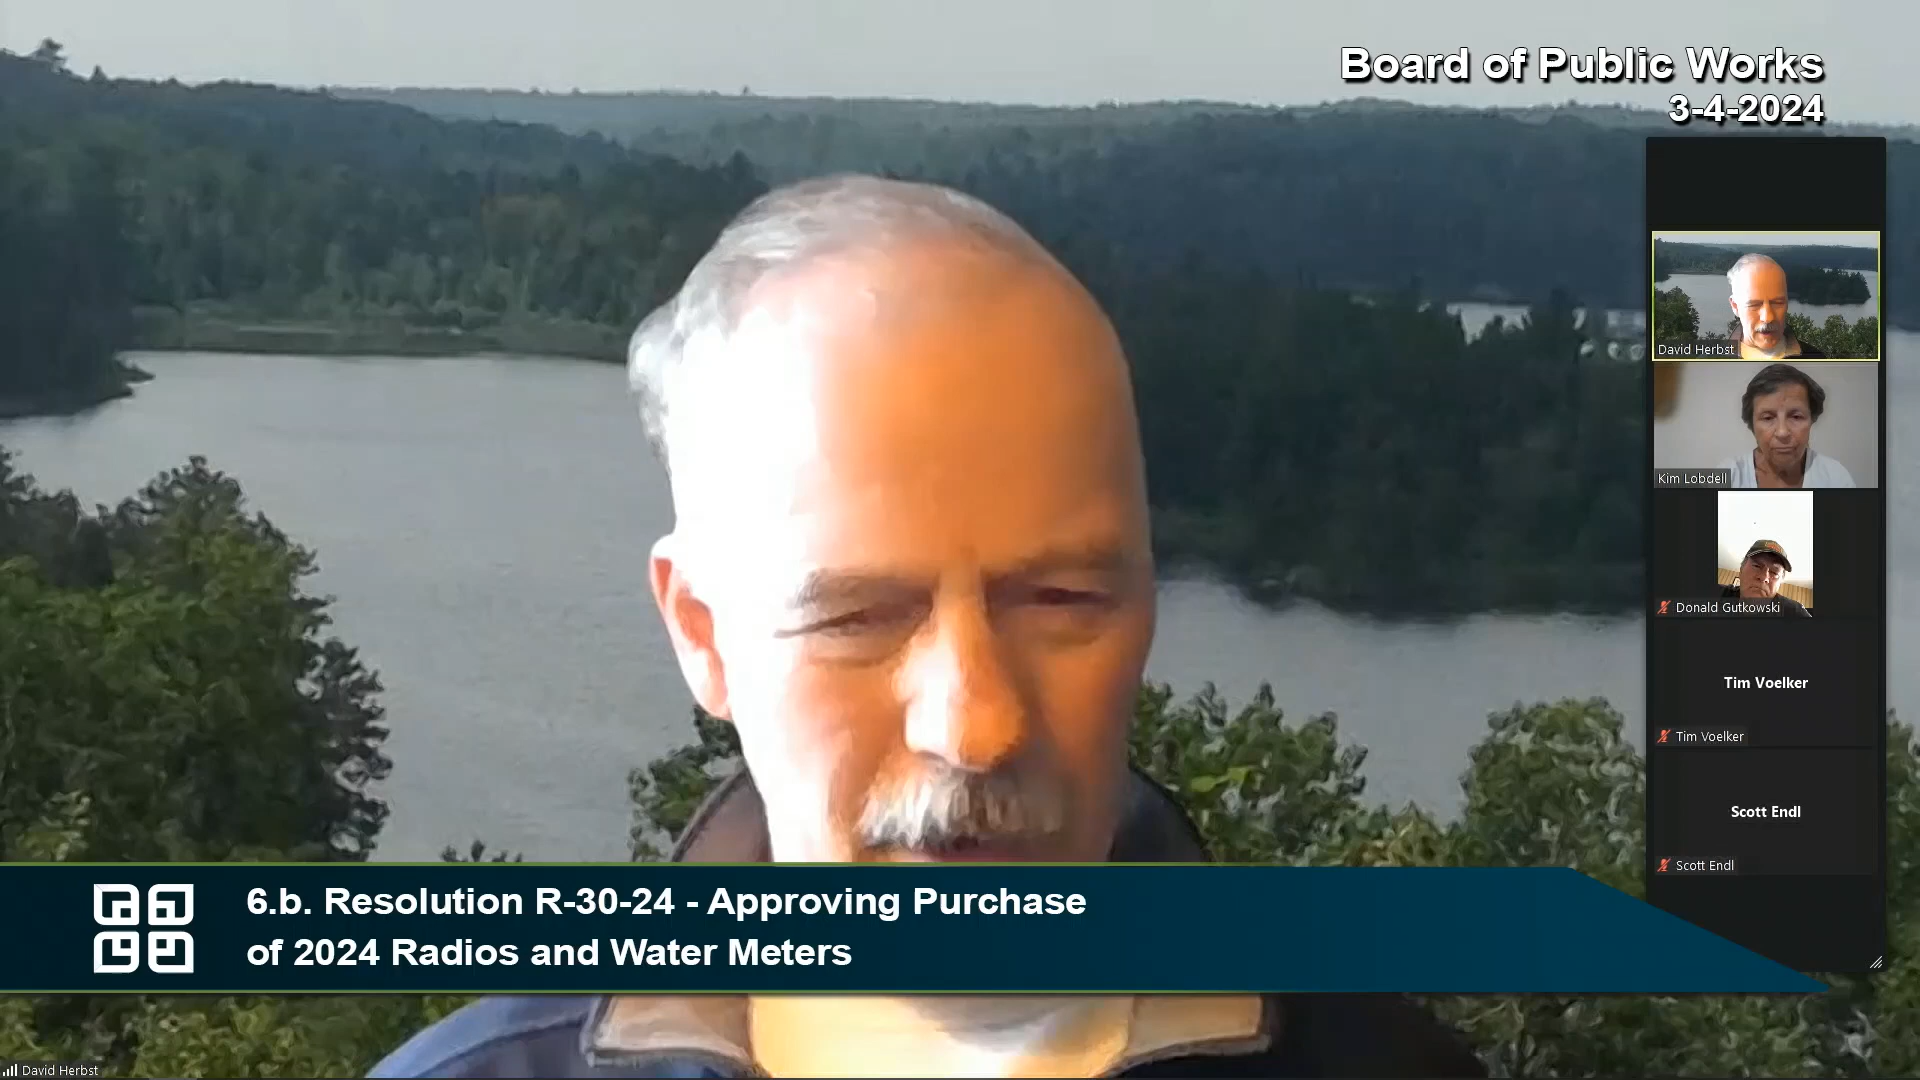 Board of Public Works
3-4-2024
David Herbst
Kim Lobdell
Donald Gutkowski
Tim Voelker
Tim Voelker
Scott Endl
Scott Endl
6.b. Resolution R-30-24 - Approving Purchase
of 2024 Radios and Water Meters
David Herbst